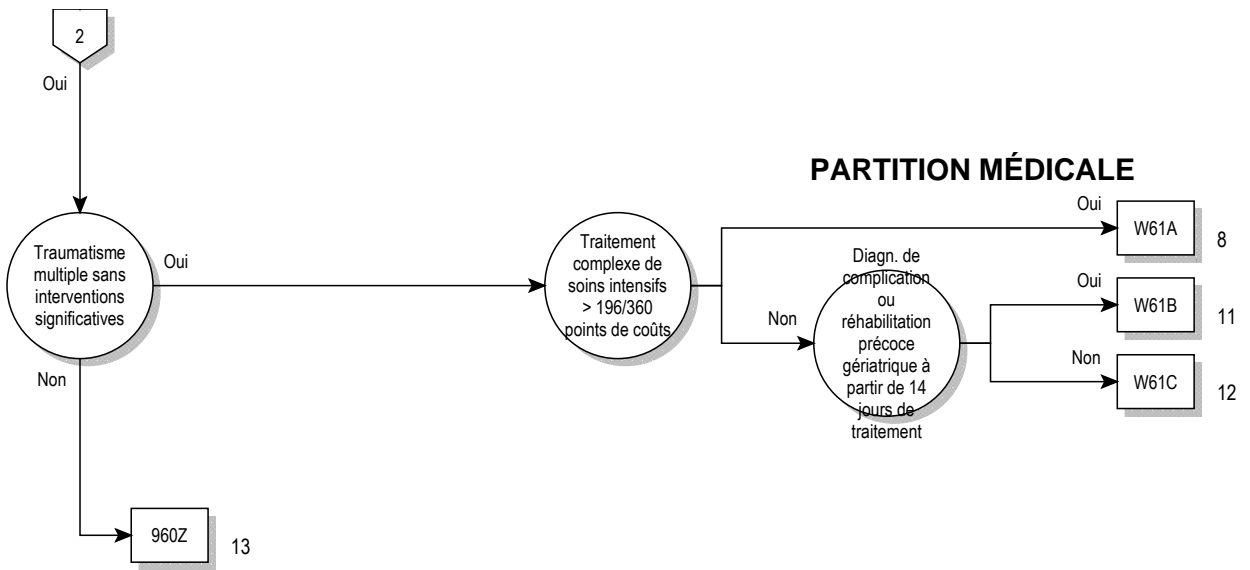 2
Oui
PARTITION MÉDICALE
Traumatisme
multiple sans
interventions
significatives
Oui
Non
Traitement
complexe de
soins intensifs
> 196/360
points de coûts
Oui
W61A
8
Non
Diagn. de
complication
ou
réhabilitation
précoce
gériatrique à
partir de 14
jours de
traitement
Oui
W61B
11
Non
W61C
12
960Z
13